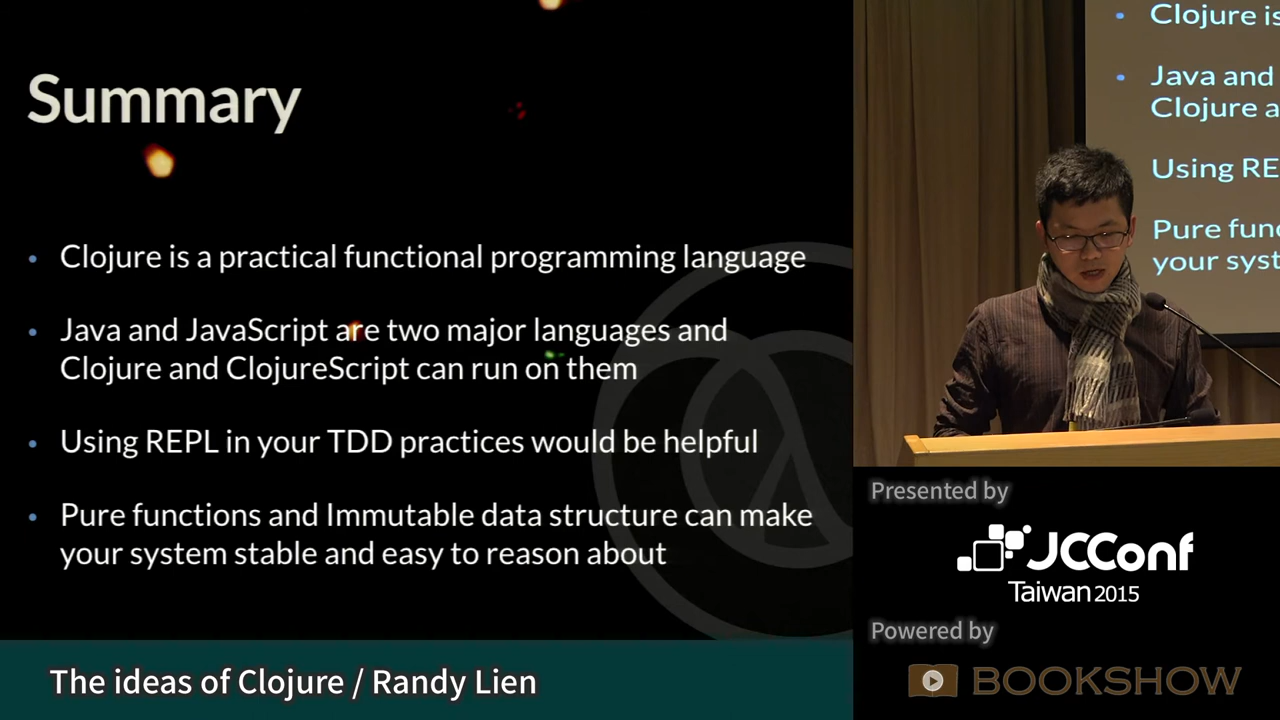 Summary
Clojure is a practical functional programming language
Java and JavaScript are two major languages and
Clojure and ClojureScript can run on them
Using REPL in your TDD practices would be helpful
Pure functions and Immutable data structure can make
your system stable and easy to reason about
The ideas of Clojure / Randy Lien
Clojure is
Java and
Clojure a
Using RE
Pure func
your syst
Presented by
JCConf
Taiwan 2015
Powered by
BOOKSHOW